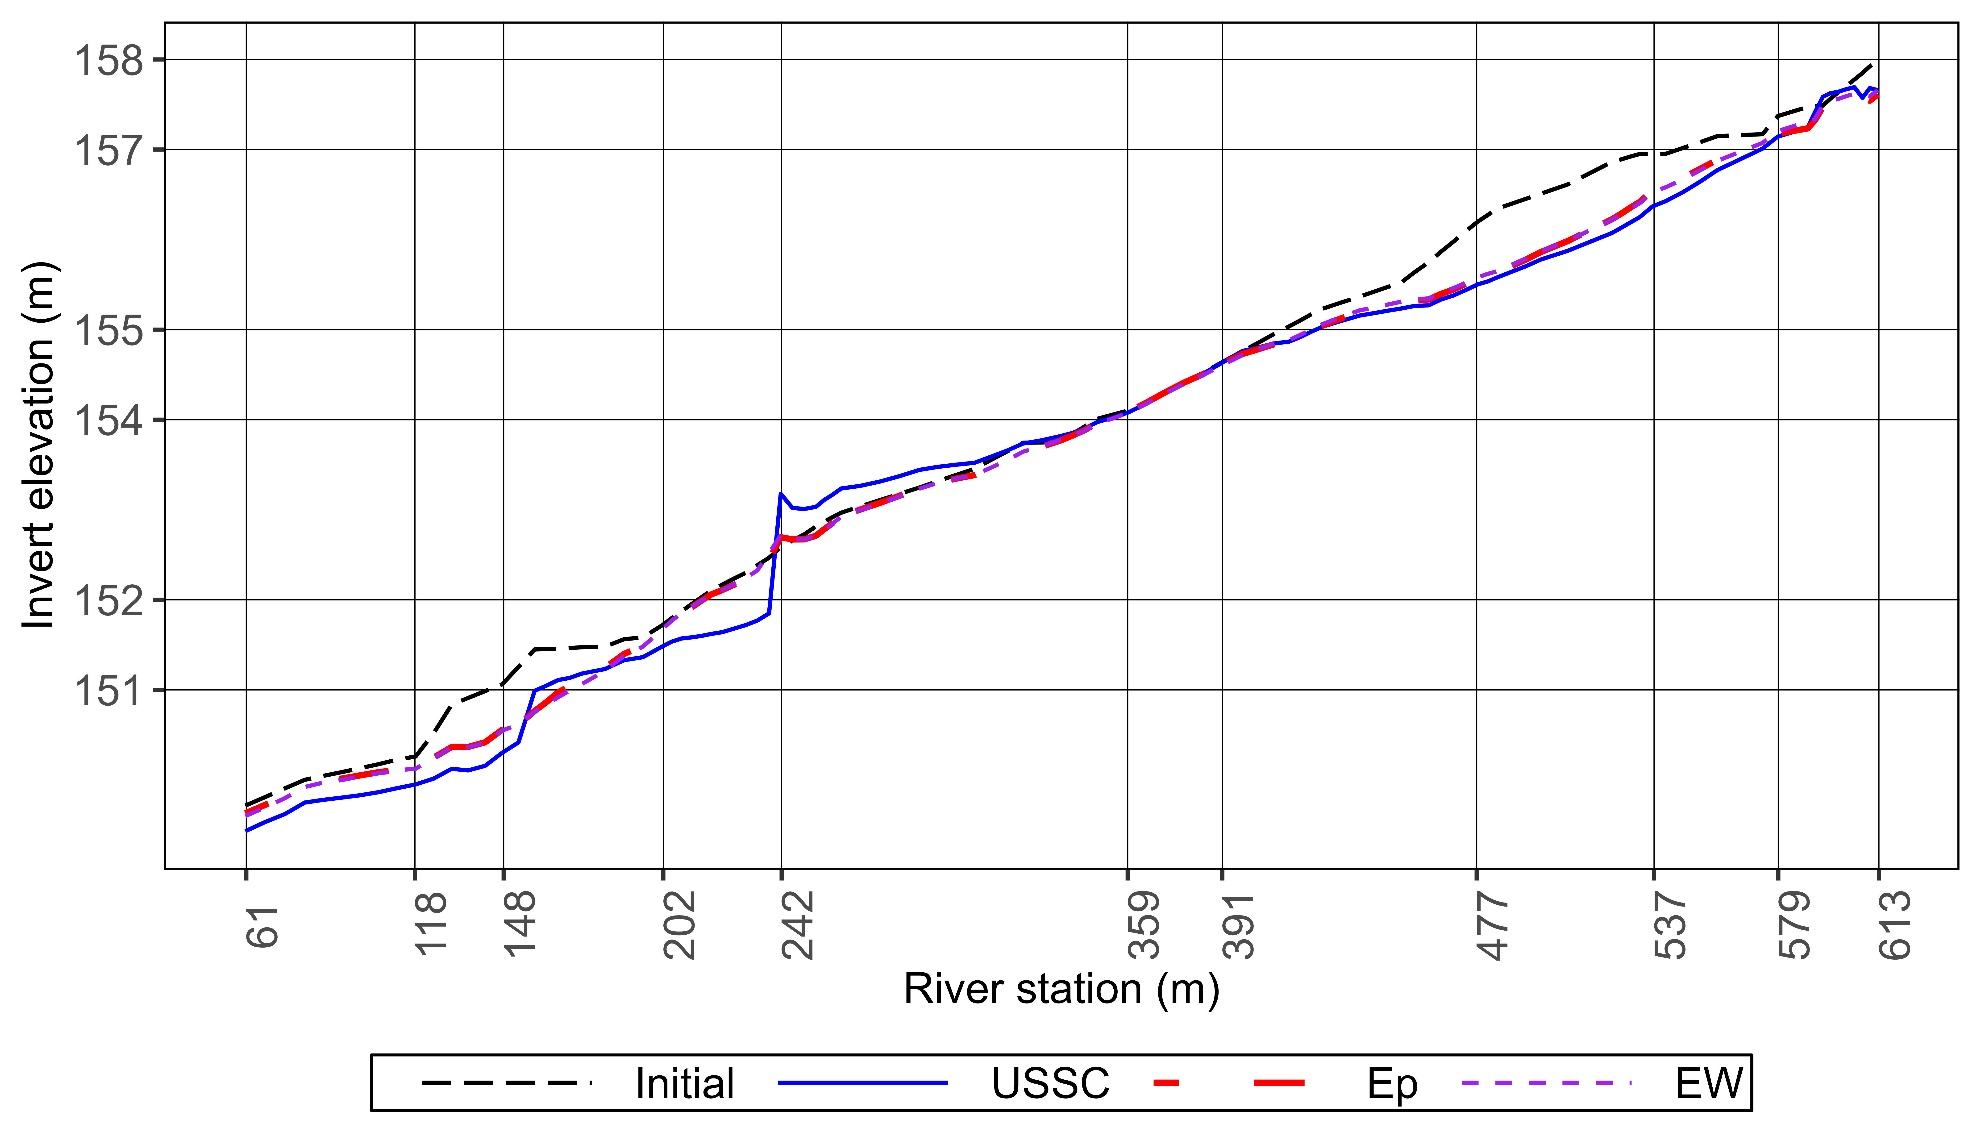 158
157
155
154
152
151
Invert elevation (m)
61 118 148 202 242 359 391 477 537 579 613
River station (m)
Initial USSC Ep EW